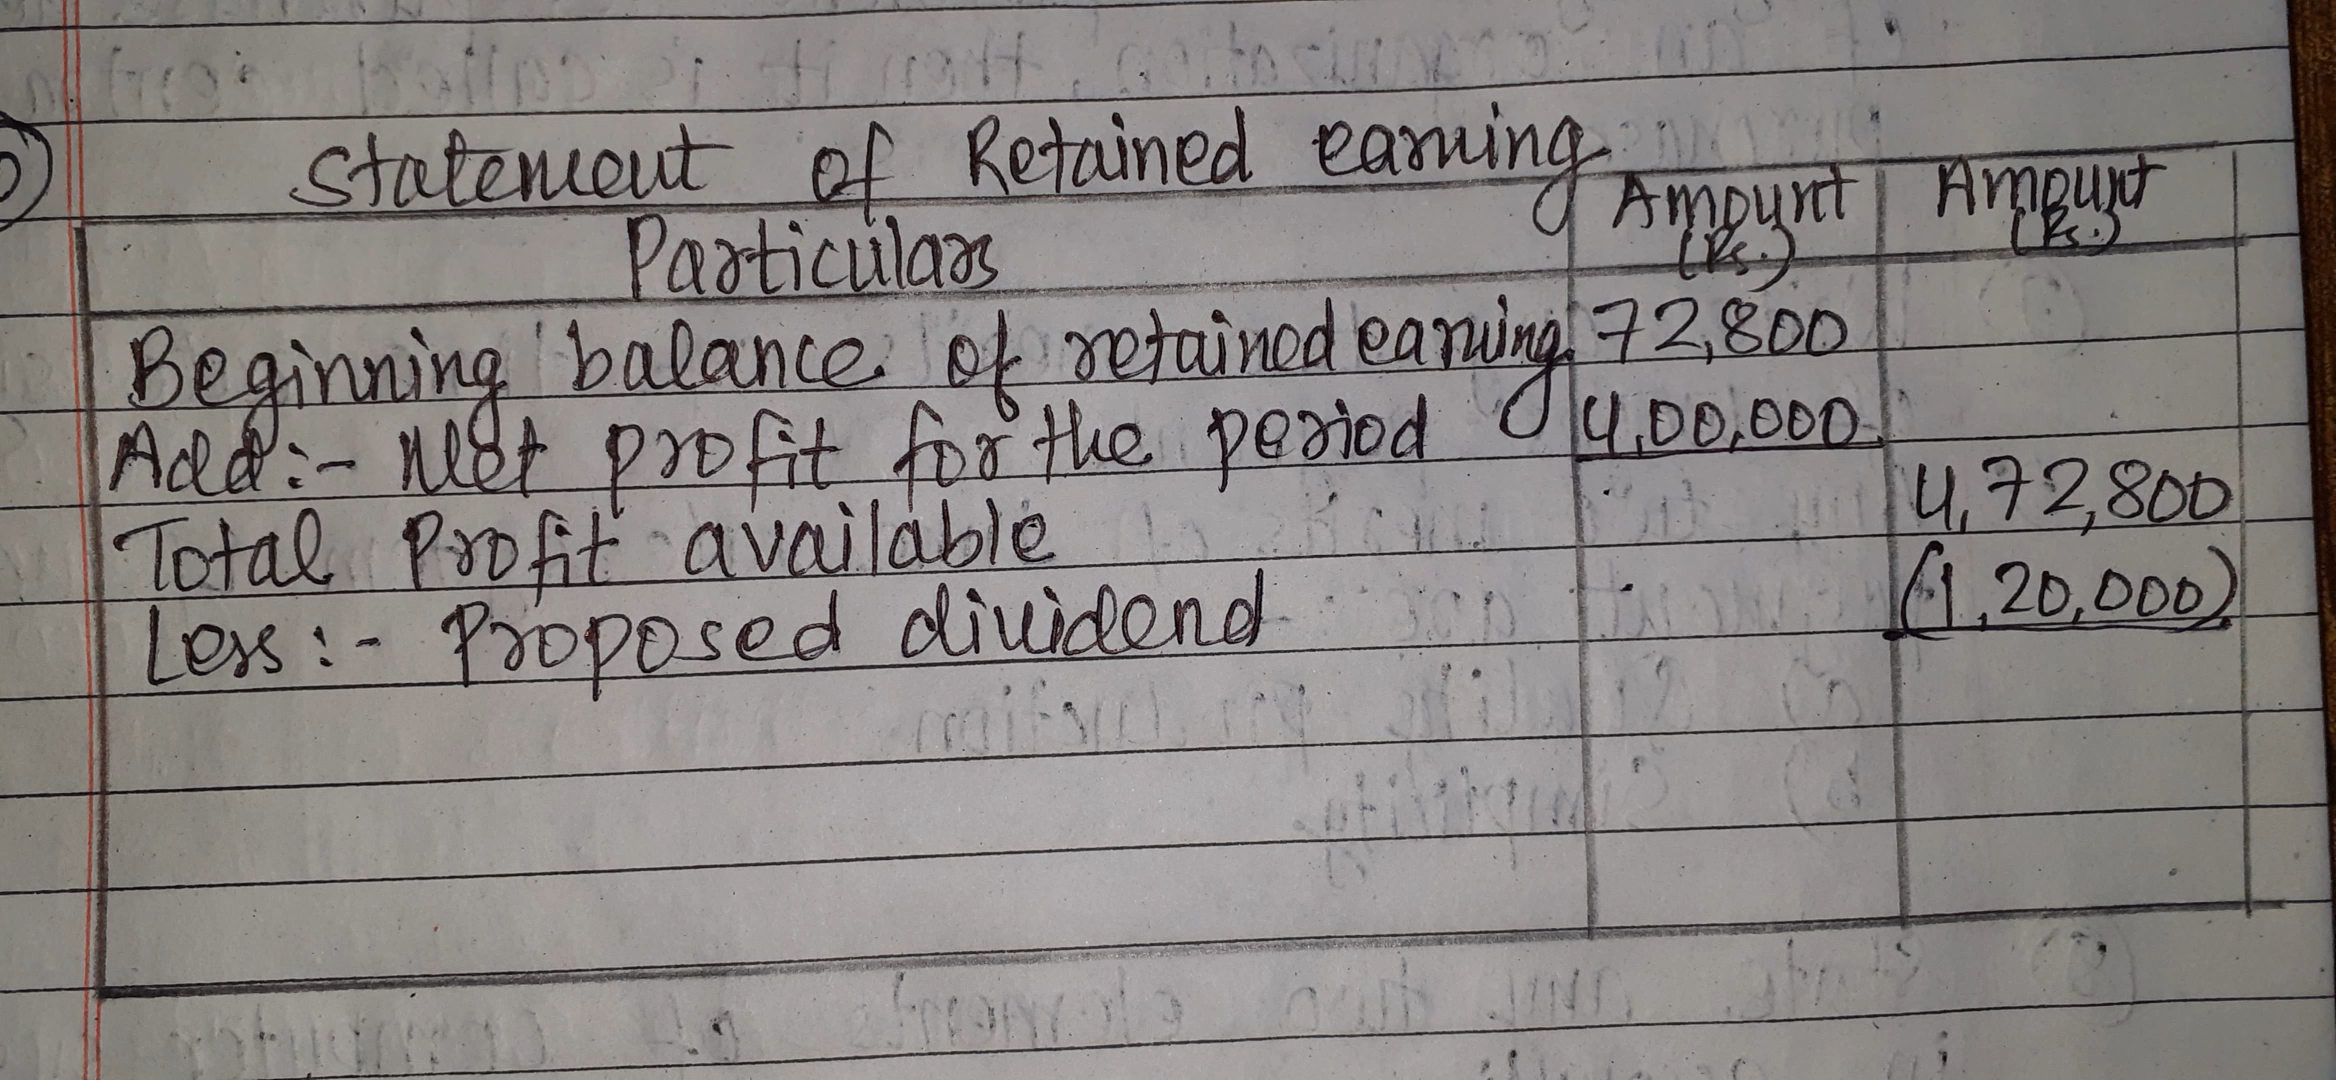 Statement of Retained earning
Particulars Amount (Rs.) Amount (Rs.)
Beginning balance of retained earning 72,800
Add:- Net profit for the period 4,00,000
Total Profit available 4,72,800
Less:- Proposed dividend (1,20,000)